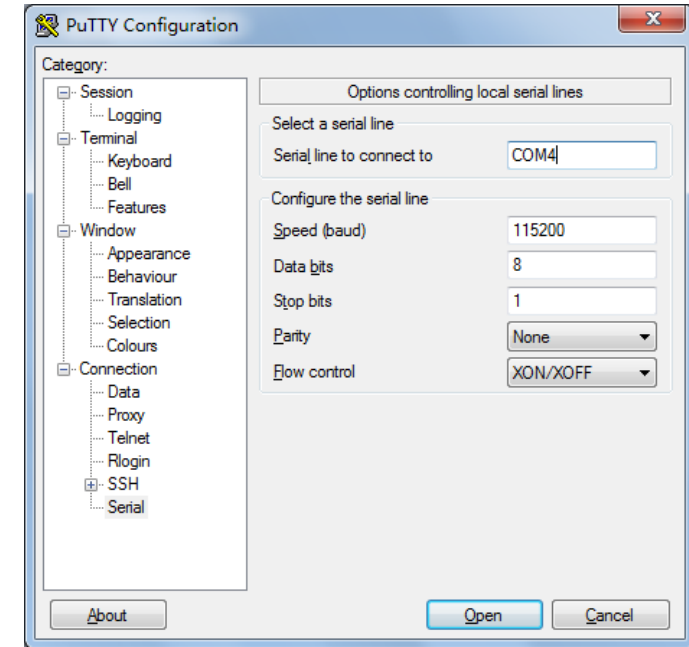 PuTTY Configuration
Category:
Session
Logging
Terminal
Keyboard
Bell
Features
Window
Appearance
Behaviour
Translation
Selection
Colours
Connection
Data
Proxy
Telnet
Rlogin
SSH
Serial
Options controlling local serial lines
Select a serial line
Serial line to connect to COM4
Configure the serial line
Speed (baud) 115200
Data bits 8
Stop bits 1
Parity None
Flow control XON/XOFF
About Open Cancel